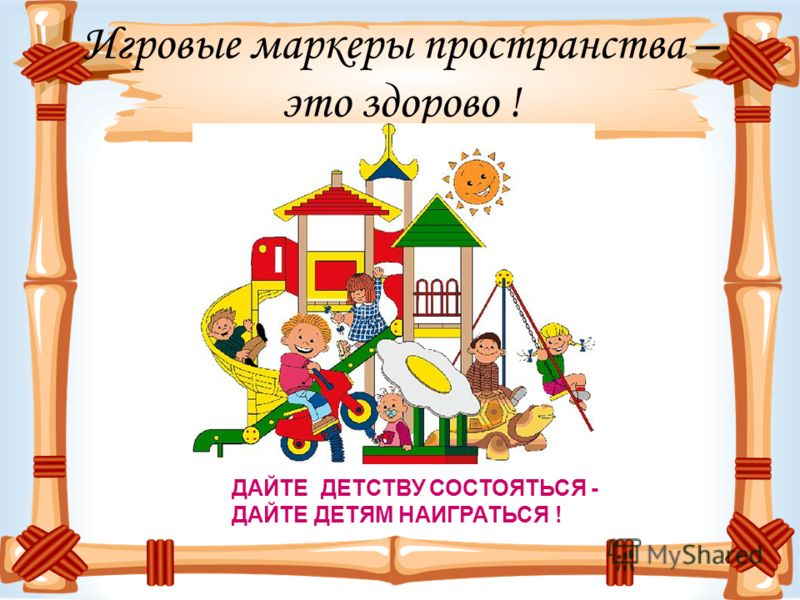 Игровые маркеры пространства –
это здорово !
ДАЙТЕ ДЕТСТВУ СОСТОЯТЬСЯ -
ДАЙТЕ ДЕТЯМ НАИГРАТЬСЯ !
MyShared